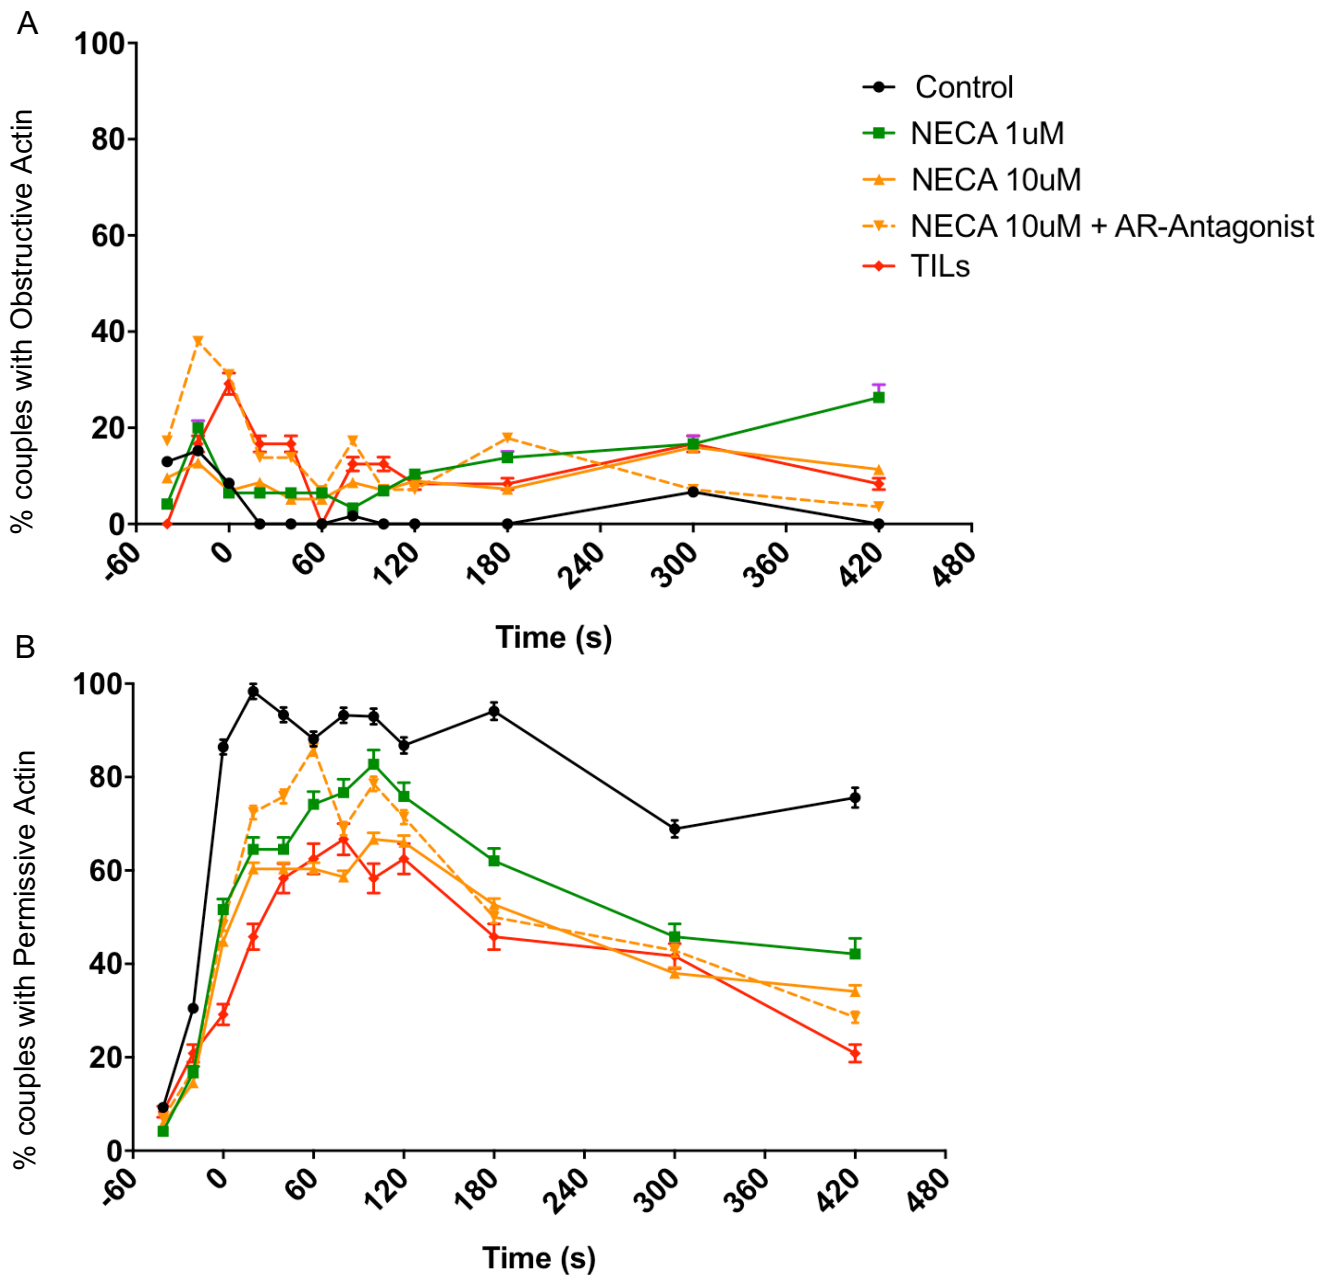 A
% couples with Obstructive Actin
100
80
60
40
20
0
-60
0
60
120
180
240
300
360
420
480
Time (s)
Control
NECA 1uM
NECA 10uM
NECA 10uM + AR-Antagonist
TILs
B
% couples with Permissive Actin
100
80
60
40
20
0
-60
0
60
120
180
240
300
360
420
480
Time (s)